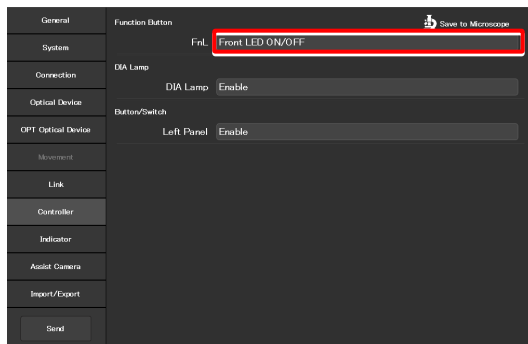 General
System
Connection
Optical Device
OPT Optical Device
Movement
Link
Controller
Indicator
Assist Camera
Import/Export
Send
Function Button
Save to Microscope
FnL Front LED ON/OFF
DIA Lamp
DIA Lamp Enable
Button/Switch
Left Panel Enable